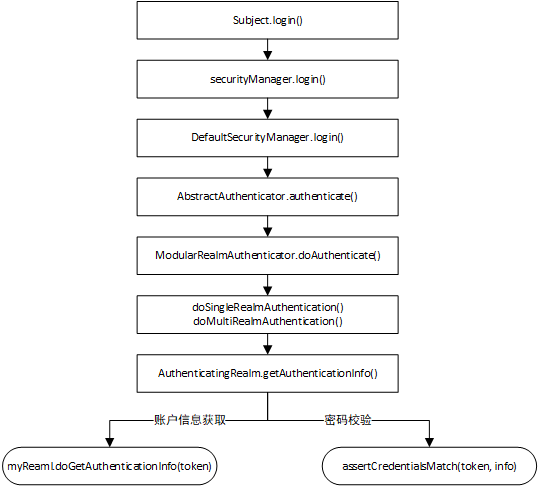 Subject.login()
securityManager.login()
DefaultSecurityManager.login()
AbstractAuthenticator.authenticate()
ModularRealmAuthenticator.doAuthenticate()
doSingleRealmAuthentication()
doMultiRealmAuthentication()
AuthenticatingRealm.getAuthenticationInfo()
账户信息获取
密码校验
myReaml.doGetAuthenticationInfo(token)
assertCredentialsMatch(token, info)